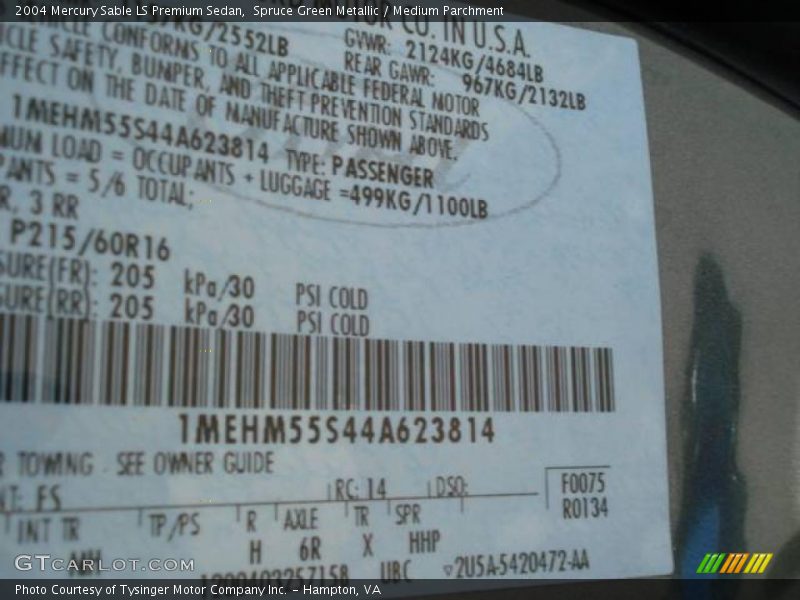 2004 Mercury Sable LS Premium Sedan, Spruce Green Metallic / Medium Parchment
CO. IN U.S.A.
KG/2552LB GVWR: 2124KG/4684LB
REAR GAWR: 967KG/2132LB
CLE CONFORMS TO ALL APPLICABLE FEDERAL MOTOR
CLE SAFETY, BUMPER, AND THEFT PREVENTION STANDARDS
FFECT ON THE DATE OF MANUFACTURE SHOWN ABOVE.
1MEHM55S44A623814 TYPE: PASSENGER
MUM LOAD = OCCUPANTS + LUGGAGE =499KG/1100LB
PANTS = 5/6 TOTAL;
R, 3 RR
P215/60R16
SURE(FR): 205 kPa/30 PSI COLD
SURE(RR): 205 kPa/30 PSI COLD
1MEHM55S44A623814
R TOWING SEE OWNER GUIDE
NT: FS RC: 14 DSO: F0075
R0134
INT TR TP/PS R AXLE TR SPR
H 6R X HHP
UBC 2U5A-5420472-AA
GTCarLot.com
Photo Courtesy of Tysinger Motor Company Inc. - Hampton, VA